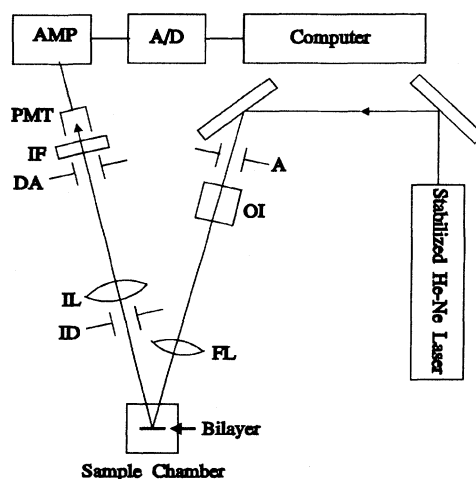 AMP
A/D
Computer
PMT
IF
DA
A
OI
Stabilized He-Ne Laser
IL
ID
FL
Bilayer
Sample Chamber